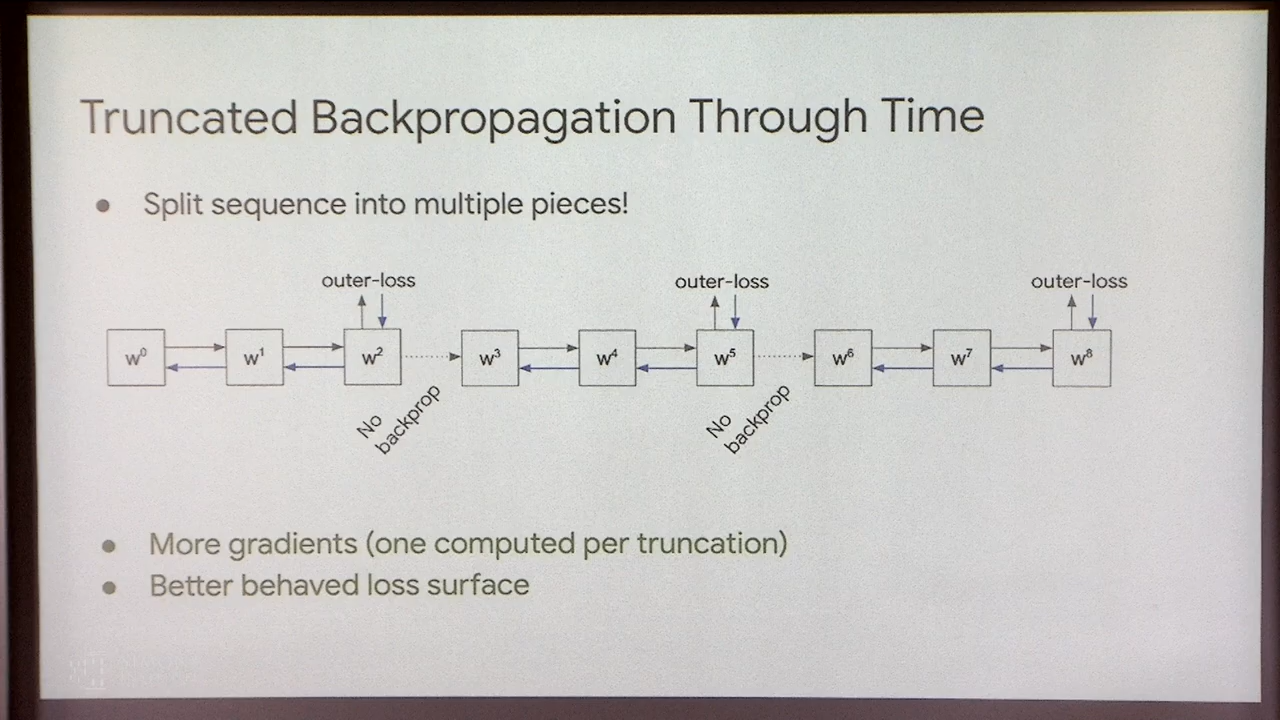 Truncated Backpropagation Through Time
● Split sequence into multiple pieces!
outer-loss outer-loss outer-loss
w⁰ w¹ w² w³ w⁴ w⁵ w⁶ w⁷ w⁸
No
backprop
No
backprop
● More gradients (one computed per truncation)
● Better behaved loss surface